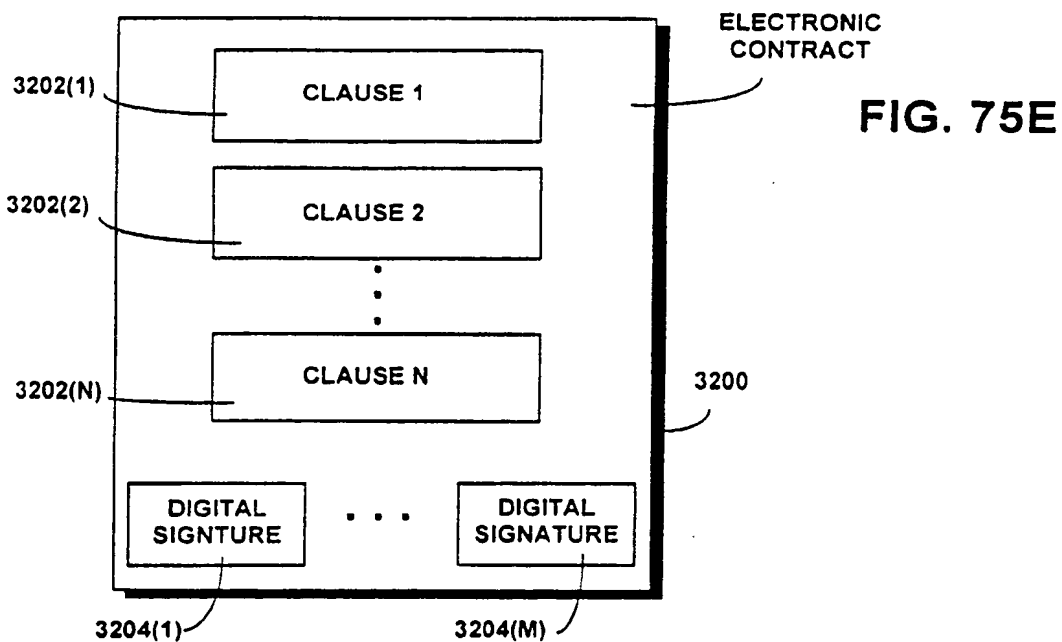 ELECTRONIC
CONTRACT
3202(1)
CLAUSE 1
FIG. 75E
3202(2)
CLAUSE 2
3202(N)
CLAUSE N
3200
DIGITAL
SIGNTURE
DIGITAL
SIGNATURE
3204(1)
3204(M)